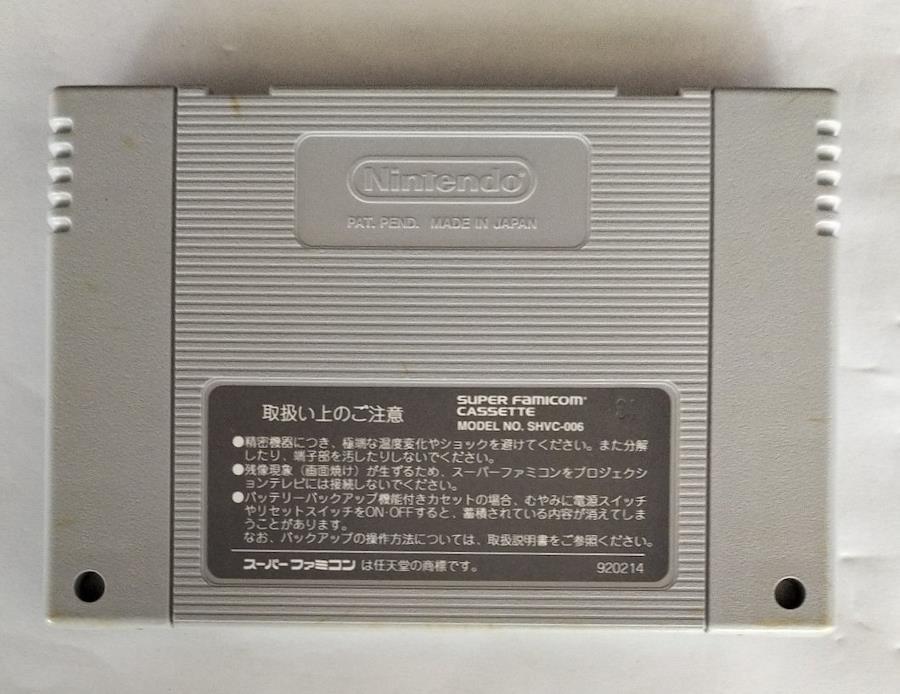 Nintendo®
PAT. PEND. MADE IN JAPAN
取扱い上のご注意
SUPER FAMICOM®
CASSETTE
MODEL NO. SHVC-006
●精密機器につき、極端な温度変化やショックを避けてください。また分解
したり、端子部を汚したりしないでください。
●残像現象（画面焼け）が生ずるため、スーパーファミコンをプロジェクシ
ョンテレビには接続しないでください。
●バッテリーバックアップ機能付きカセットの場合、むやみに電源スイッチ
やリセットスイッチをON·OFFすると、蓄積されている内容が消えてしま
うことがあります。
なお、バックアップの操作方法については、取扱説明書をご参照ください。
スーパーファミコン は任天堂の商標です。
920214